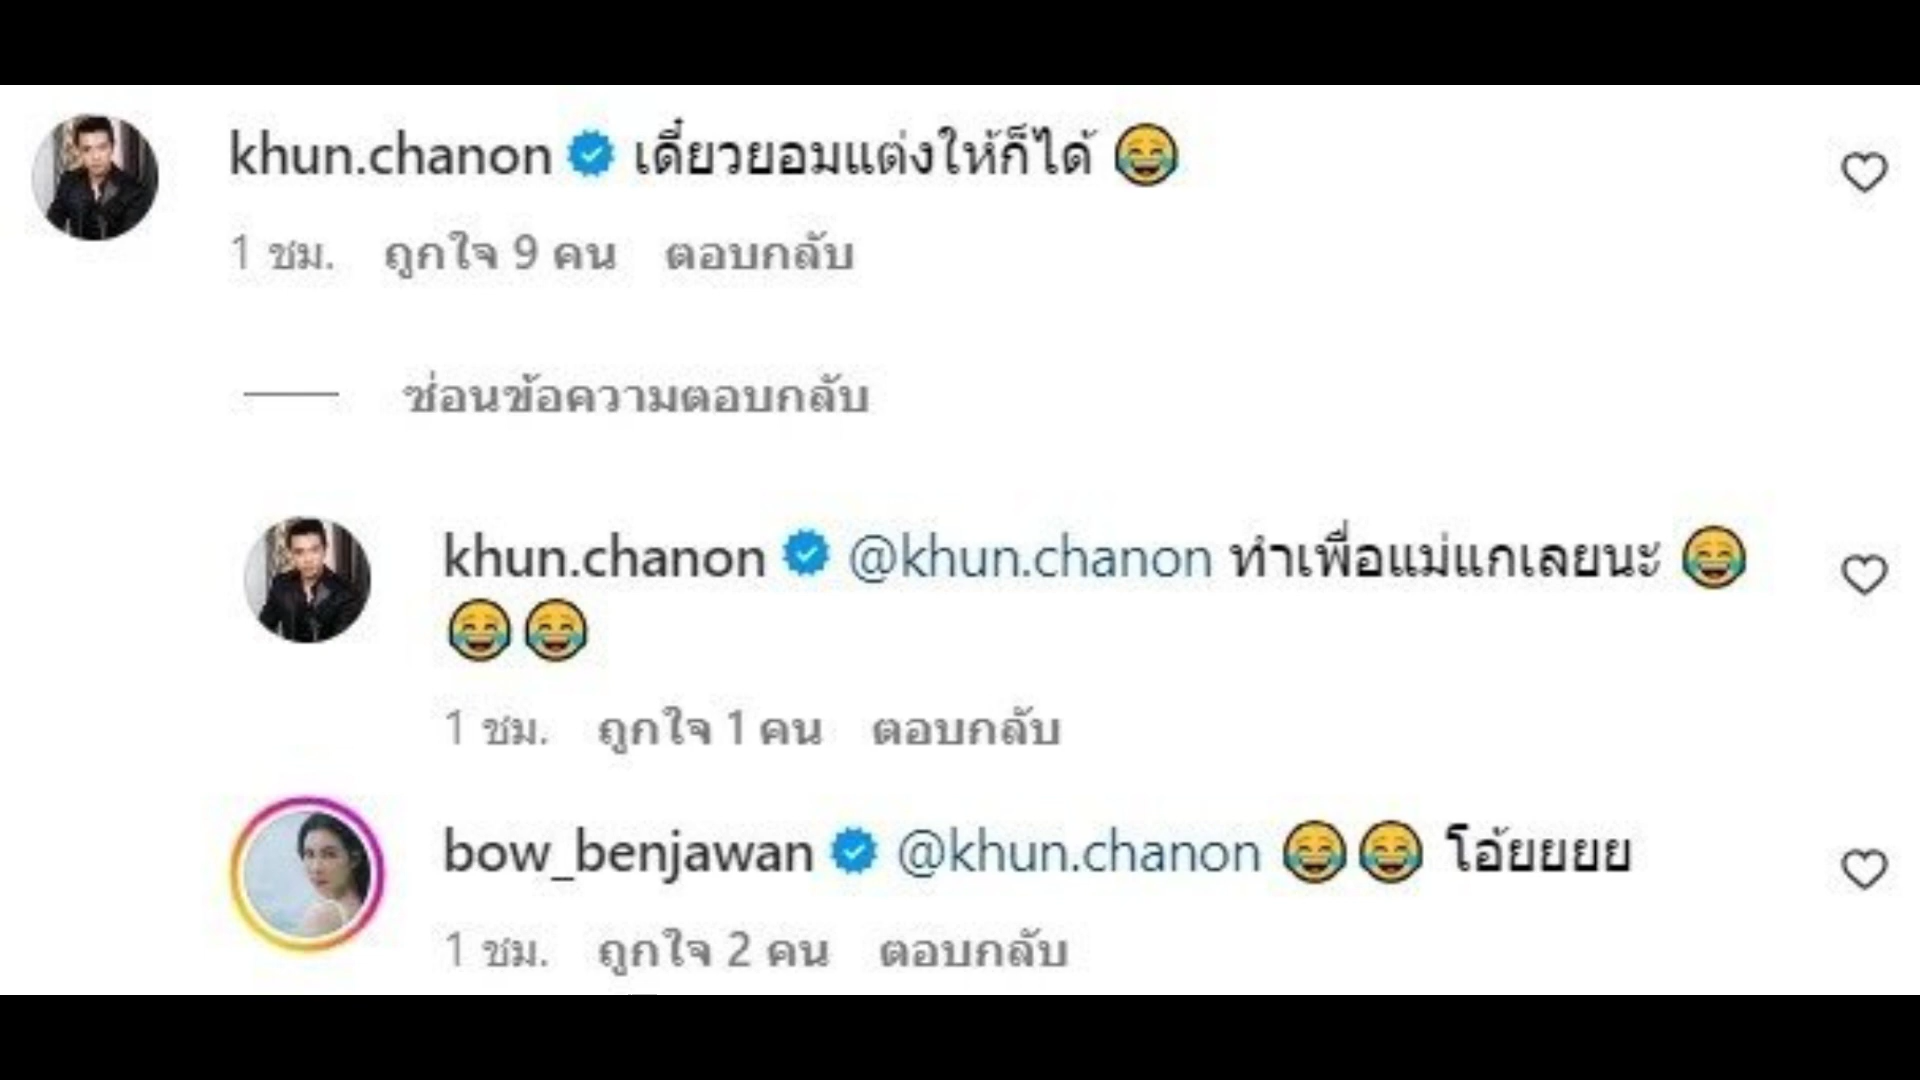 khun.chanon เดี๋ยวยอมแต่งให้ก็ได้ 😂
1 ชม. ถูกใจ 9 คน ตอบกลับ
ซ่อนข้อความตอบกลับ
khun.chanon @khun.chanon ทำเพื่อแม่แกเลยนะ 😂
😂😂
1 ชม. ถูกใจ 1 คน ตอบกลับ
bow_benjawan @khun.chanon 😂😂 โอ้ยยยย
1 ชม. ถูกใจ 2 คน ตอบกลับ